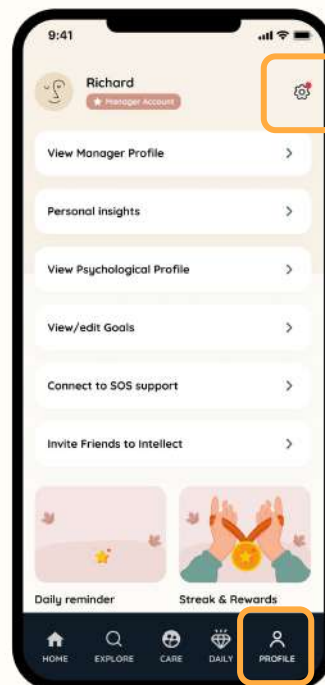 9:41
Richard
Manager Account
View Manager Profile
Personal insights
View Psychological Profile
View/edit Goals
Connect to SOS support
Invite Friends to Intellect
Daily reminder
Streak & Rewards
HOME
EXPLORE
CARE
DAILY
PROFILE